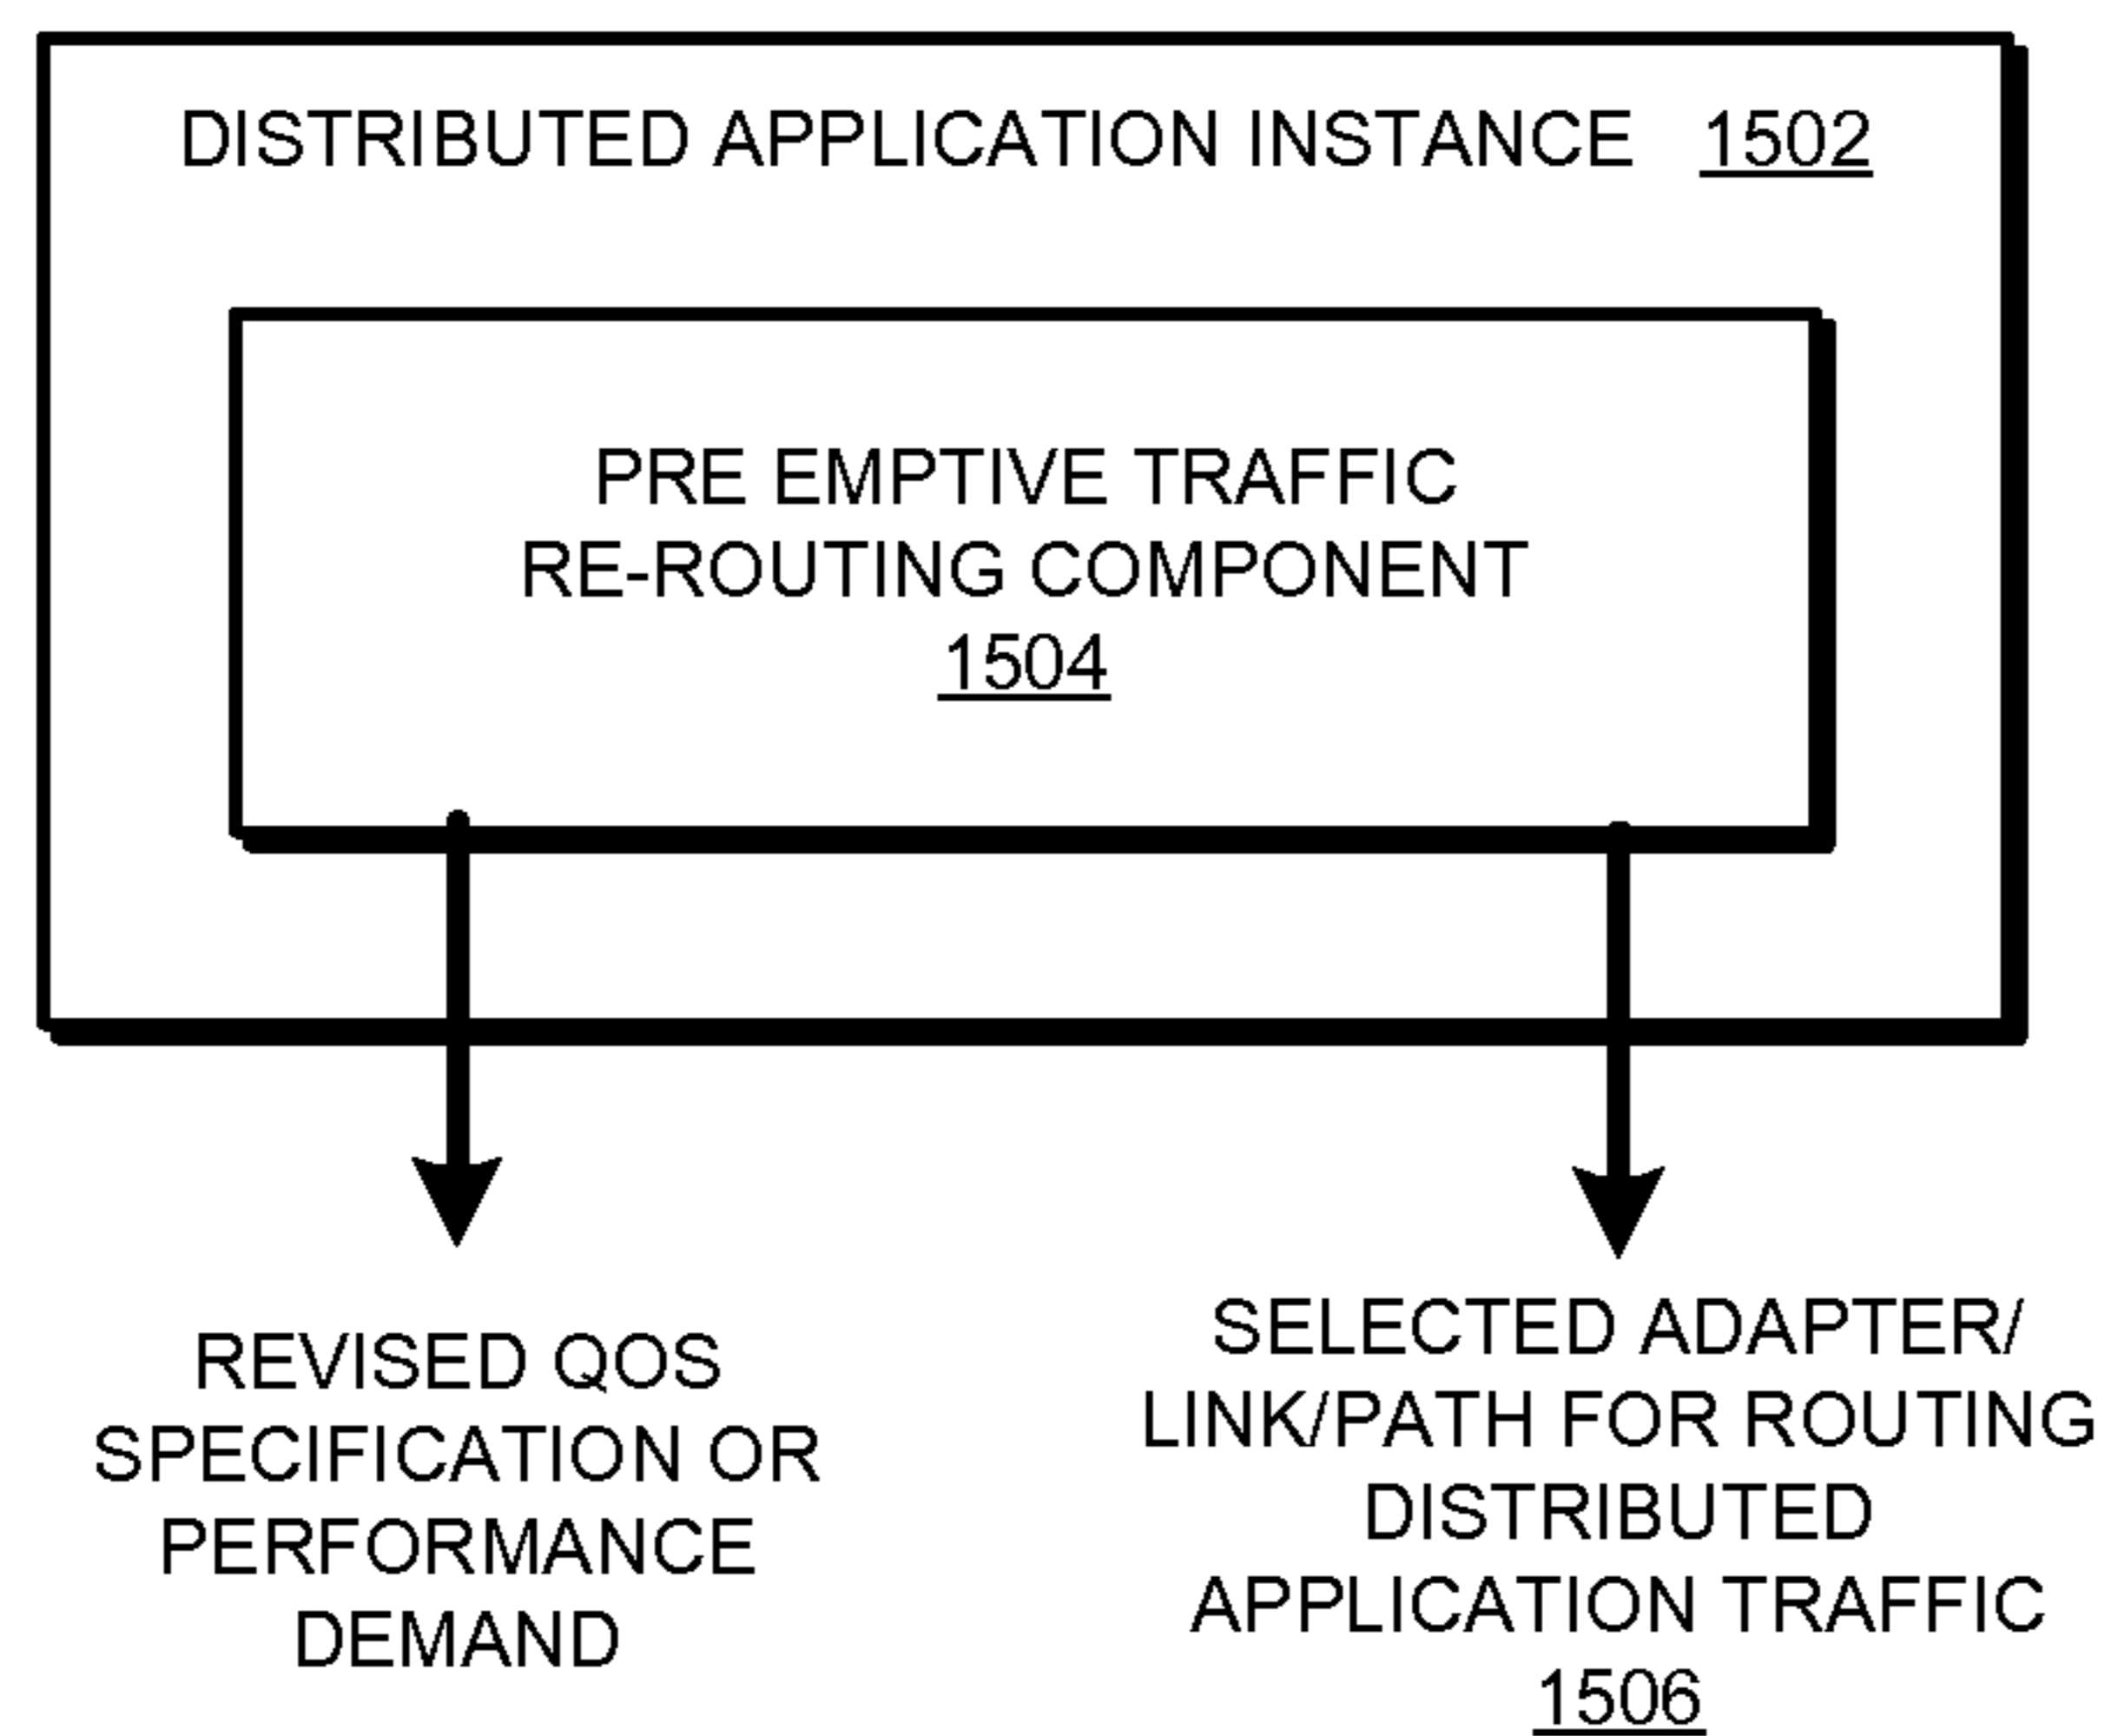 DISTRIBUTED APPLICATION INSTANCE 1502
PRE EMPTIVE TRAFFIC
RE-ROUTING COMPONENT
1504
REVISED QOS
SPECIFICATION OR
PERFORMANCE
DEMAND
SELECTED ADAPTER/
LINK/PATH FOR ROUTING
DISTRIBUTED
APPLICATION TRAFFIC
1506